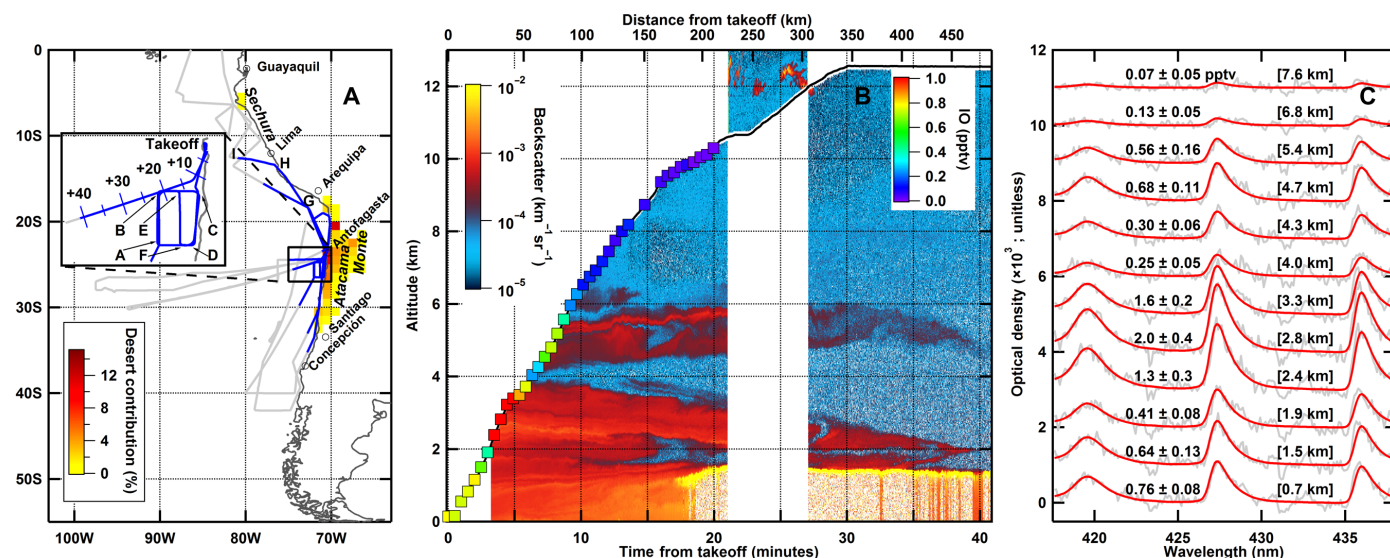 A
0
10S
20S
30S
40S
50S
100W
90W
80W
70W
Guayaquil
Sechura
Lima
Arequipa
Antofagasta
Atacama
Monte
Santiago
Concepción
I
H
G
Takeoff
+10
+20
+30
+40
B
E
C
A
F
D
Desert contribution (%)
12
8
4
0
Distance from takeoff (km)
0
50
100
150
200
250
300
350
400
450
B
Altitude (km)
12
10
8
6
4
2
0
Backscatter (km⁻¹ sr⁻¹)
10⁻²
10⁻³
10⁻⁴
10⁻⁵
IO (pptv)
1.0
0.8
0.6
0.4
0.2
0.0
0
10
20
30
40
Time from takeoff (minutes)
C
Optical density (×10³; unitless)
12
10
8
6
4
2
0
0.07 ± 0.05 pptv [7.6 km]
0.13 ± 0.05 [6.8 km]
0.56 ± 0.16 [5.4 km]
0.68 ± 0.11 [4.7 km]
0.30 ± 0.06 [4.3 km]
0.25 ± 0.05 [4.0 km]
1.6 ± 0.2 [3.3 km]
2.0 ± 0.4 [2.8 km]
1.3 ± 0.3 [2.4 km]
0.41 ± 0.08 [1.9 km]
0.64 ± 0.13 [1.5 km]
0.76 ± 0.08 [0.7 km]
420
425
430
435
Wavelength (nm)